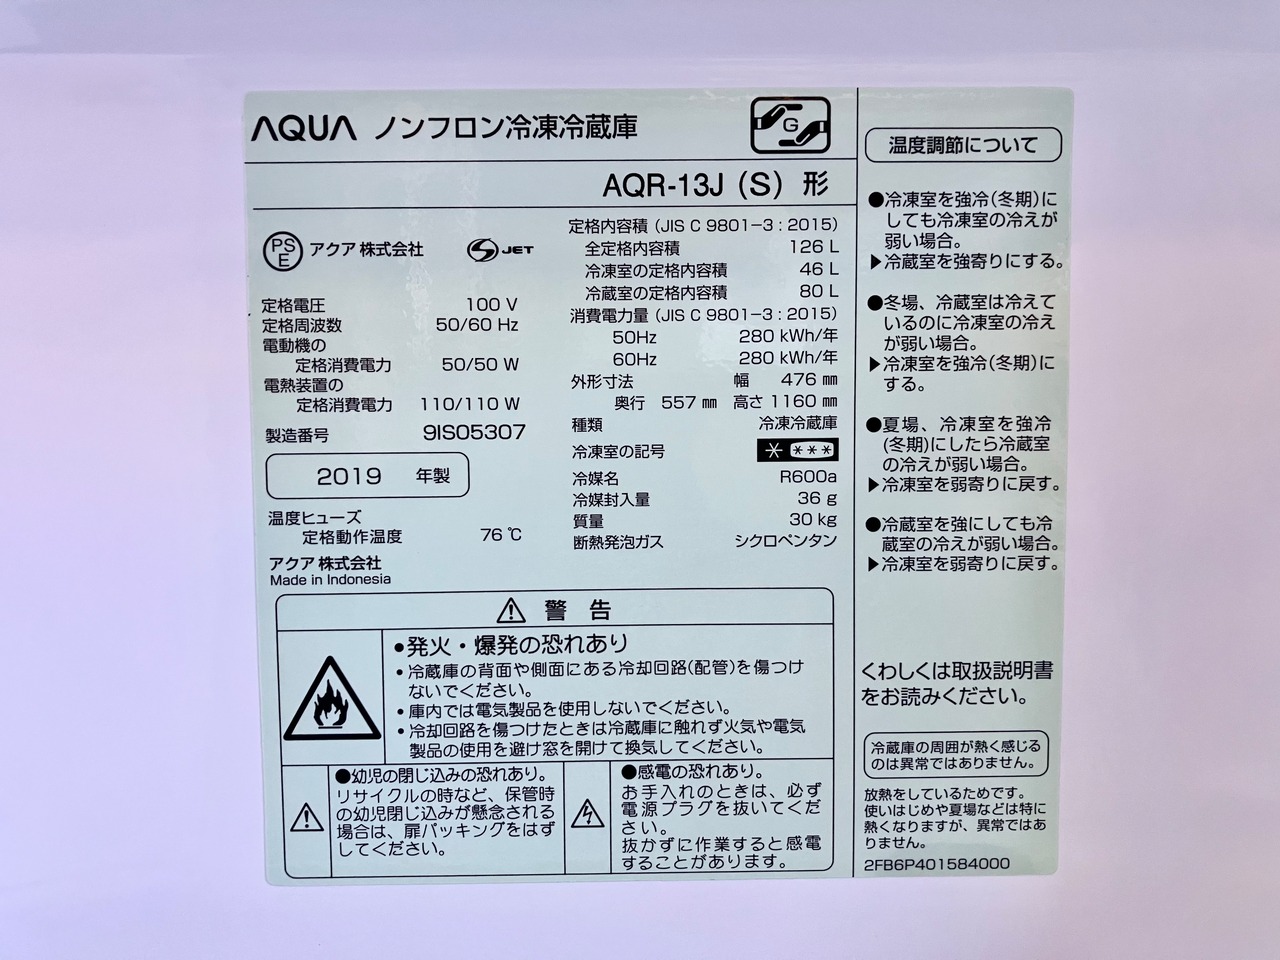 AQUA ノンフロン冷凍冷蔵庫
G
AQR-13J (S) 形
PS
E
アクア 株式会社
S JET
定格電圧 100 V
定格周波数 50/60 Hz
電動機の
定格消費電力 50/50 W
電熱装置の
定格消費電力 110/110 W
製造番号 9IS05307
2019 年製
温度ヒューズ
定格動作温度 76 ℃
アクア 株式会社
Made in Indonesia
定格内容積 (JIS C 9801-3 : 2015)
全定格内容積 126 L
冷凍室の定格内容積 46 L
冷蔵室の定格内容積 80 L
消費電力量 (JIS C 9801-3 : 2015)
50Hz 280 kWh/年
60Hz 280 kWh/年
外形寸法 幅 476 mm
奥行 557 mm 高さ 1160 mm
種類 冷凍冷蔵庫
冷凍室の記号 * ***
冷媒名 R600a
冷媒封入量 36 g
質量 30 kg
断熱発泡ガス シクロペンタン
警告
●発火・爆発の恐れあり
・冷蔵庫の背面や側面にある冷却回路(配管)を傷つけ
ないでください。
・庫内では電気製品を使用しないでください。
・冷却回路を傷つけたときは冷蔵庫に触れず火気や電気
製品の使用を避け窓を開けて換気してください。
●幼児の閉じ込みの恐れあり。
リサイクルの時など、保管時
の幼児閉じ込みが懸念される
場合は、扉パッキングをはず
してください。
●感電の恐れあり。
お手入れのときは、必ず
電源プラグを抜いてくだ
さい。
抜かずに作業すると感電
することがあります。
温度調節について
●冷凍室を強冷(冬期)に
しても冷凍室の冷えが
弱い場合。
▶冷蔵室を強寄りにする。
●冬場、冷蔵室は冷えて
いるのに冷凍室の冷え
が弱い場合。
▶冷凍室を強冷(冬期)に
する。
●夏場、冷凍室を強冷
(冬期)にしたら冷蔵室
の冷えが弱い場合。
▶冷凍室を弱寄りに戻す。
●冷蔵室を強にしても冷
蔵室の冷えが弱い場合。
▶冷凍室を弱寄りに戻す。
くわしくは取扱説明書
をお読みください。
冷蔵庫の周囲が熱く感じる
のは異常ではありません。
放熱をしているためです。
使いはじめや夏場などは特に
熱くなりますが、異常ではあ
りません。
2FB6P401584000